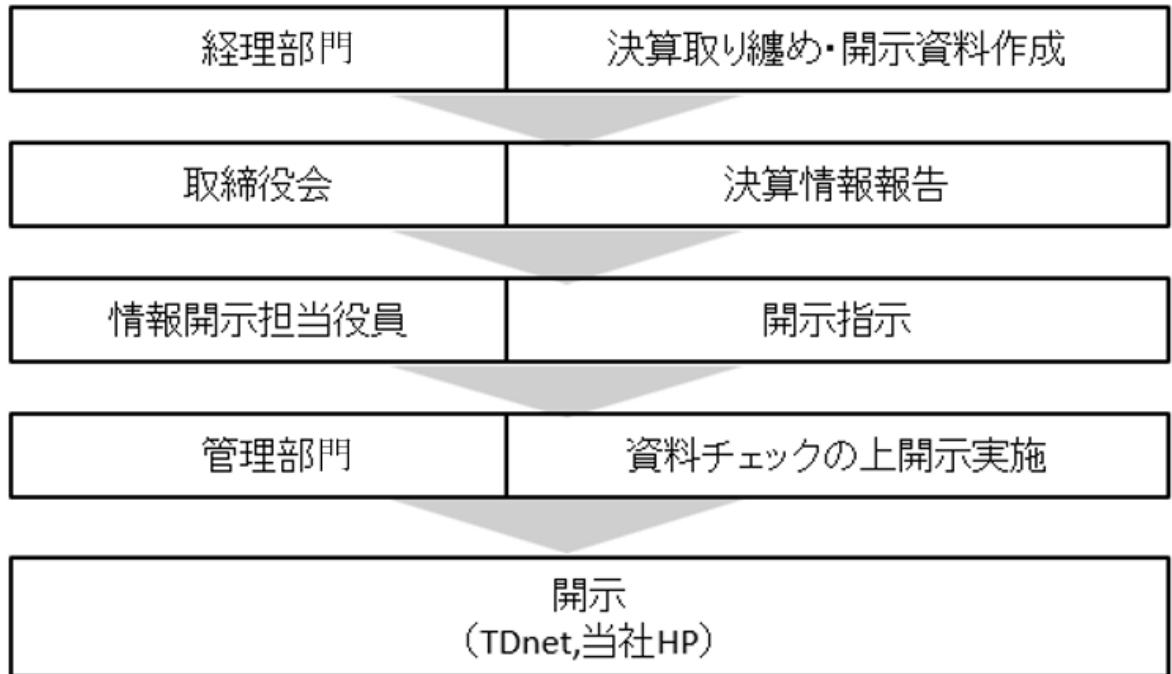 経理部門
決算取り纏め・開示資料作成
取締役会
決算情報報告
情報開示担当役員
開示指示
管理部門
資料チェックの上開示実施
開示
（TDnet,当社HP）